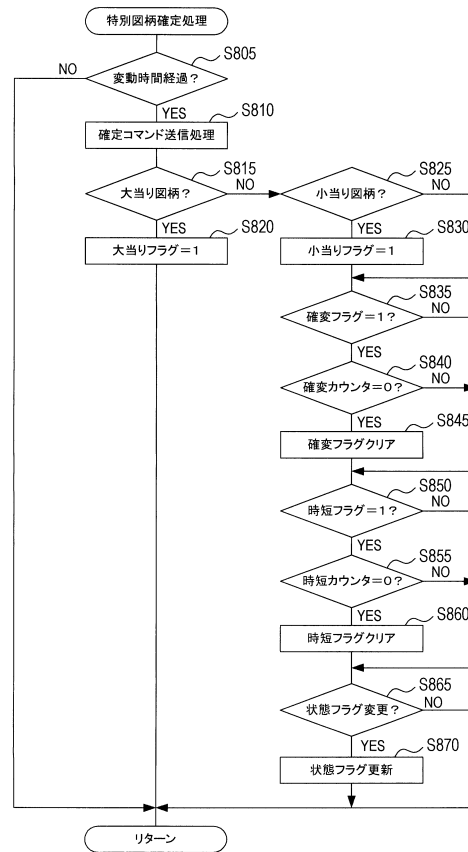 特別図柄確定処理
S805
NO
変動時間経過?
YES
S810
確定コマンド送信処理
S815
大当り図柄?
NO
YES
S820
大当りフラグ=1
S825
小当り図柄?
NO
YES
S830
小当りフラグ=1
S835
確変フラグ=1?
NO
YES
S840
確変カウンタ=0?
NO
YES
S845
確変フラグクリア
S850
時短フラグ=1?
NO
YES
S855
時短カウンタ=0?
NO
YES
S860
時短フラグクリア
S865
状態フラグ変更?
NO
YES
S870
状態フラグ更新
リターン